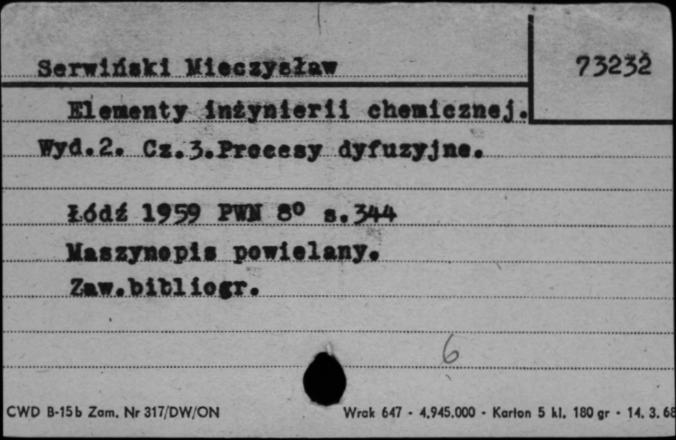 Serwiński Mieczysław
73232
Elementy inżynierii chemicznej.
Wyd.2. Cz.3.Procesy dyfuzyjne.
Łódź 1959 PWN 8° s.344
Maszynopis powielany.
Zaw.bibliogr.
6
CWD B-15b Zam. Nr 317/DW/ON
Wrak 647 - 4.945.000 - Karton 5 kl. 180 gr - 14. 3. 68